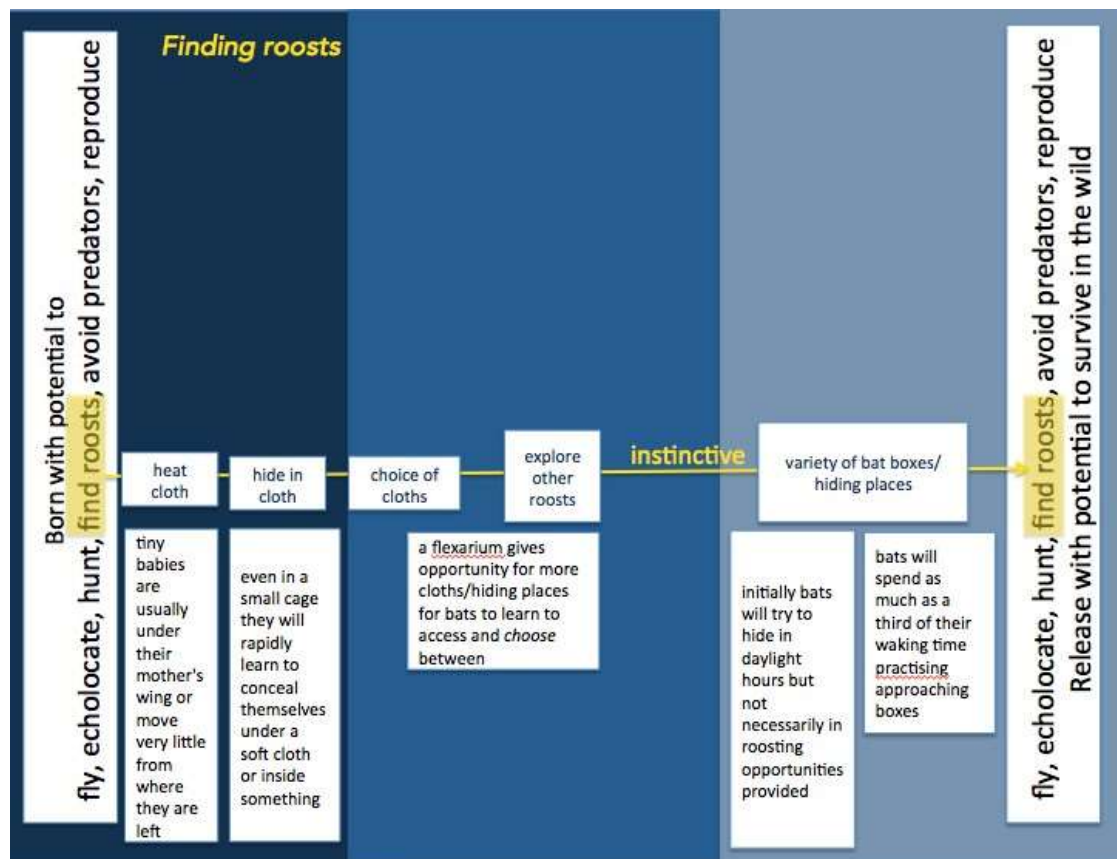 Finding roosts
Born with potential to
fly, echolocate, hunt, find roosts, avoid predators, reproduce
heat
cloth
hide in
cloth
choice of
cloths
explore
other
roosts
instinctive
variety of bat boxes/
hiding places
tiny
babies
are
usually
under
their
mother's
wing or
move
very little
from
where
they are
left
even in a
small cage
they will
rapidly
learn to
conceal
themselves
under a
soft cloth
or inside
something
a flexarium gives
opportunity for more
cloths/hiding places
for bats to learn to
access and choose
between
initially bats
will try to
hide in
daylight
hours but
not
necessarily in
roosting
opportunities
provided
bats will
spend as
much as a
third of their
waking time
practising
approaching
boxes
fly, echolocate, hunt, find roosts, avoid predators, reproduce
Release with potential to survive in the wild